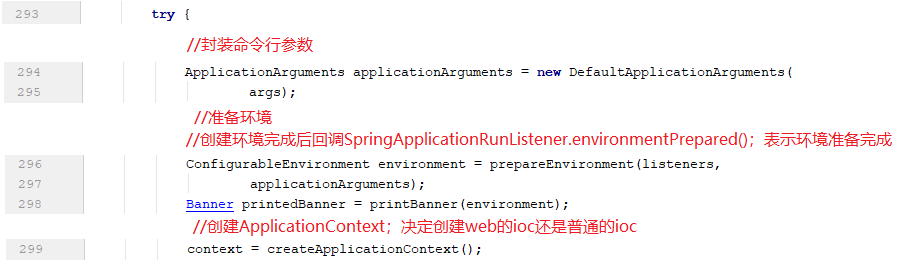 293 try {
//封装命令行参数
294 ApplicationArguments applicationArguments = new DefaultApplicationArguments(
295 args);
//准备环境
//创建环境完成后回调SpringApplicationRunListener.environmentPrepared()；表示环境准备完成
296 ConfigurableEnvironment environment = prepareEnvironment(listeners,
297 applicationArguments);
298 Banner printedBanner = printBanner(environment);
//创建ApplicationContext；决定创建web的ioc还是普通的ioc
299 context = createApplicationContext();